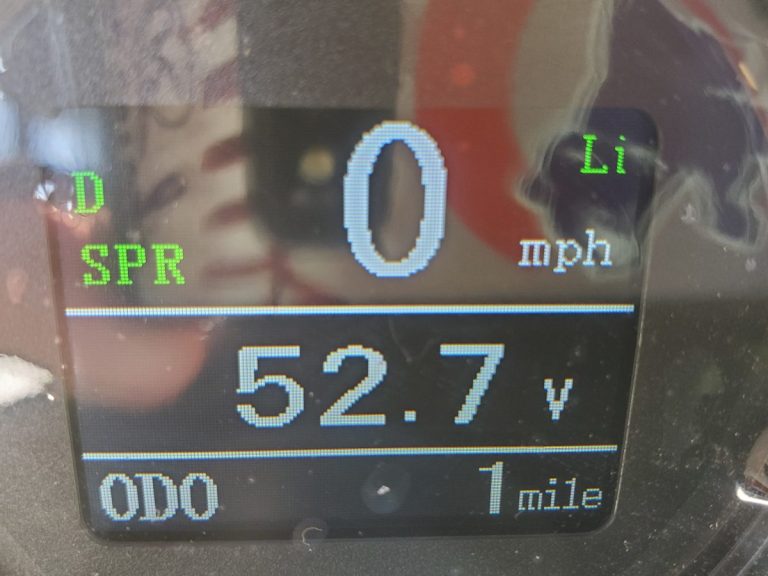 0 Li
D
SPR mph
52.7 V
ODO 1 mile